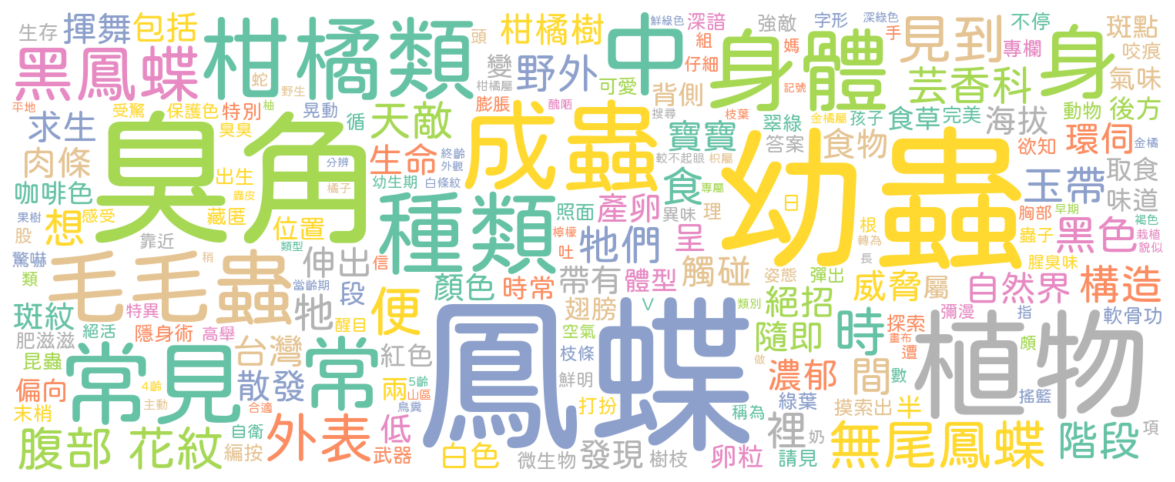 生存 揮舞 包括 柑橘類 中 身體 身 見到 不停 斑點
鮮綠色 深諳 強敵 字形 深綠色 咬痕
黑鳳蝶 蛇 柑橘樹 頭 組 媽 手 專欄 氣味
變 野外 仔細 可愛 記號 芸香科
野生 柚 柑橘屬 膨脹 醜陋 搜尋 背側 枝葉 金橘屬 孩子 食草 完美 動物 後方
平地 受驚 保護色 特別 晃動 循 天敵 寶寶 翠綠 答案 食物 海拔 欲知 環伺 金橘
求生 臭臭 臭角 成蟲 幼蟲
肉條 生命 終齡 外觀 較不起眼 枳屬 取食
咖啡色 出生 分辨 幼生期 白條紋 食 專屬 日 玉帶 味道
果樹 想 感受 藏匿 蟲皮 橘子 位置 種類 照面 產卵 異味 理 根 胸部 早期 褐色
股 靠近 類型 檸檬 吐 牠們 呈 轉為 長 蟲子 黑色 栽植 貌似
驚嚇 毛毛蟲 稍 伸出 信 帶有 體型 觸碰 姿態 彈出 威脅 屬 腥臭味
類 當齡期 段 顏色 時常 自然界 構造
斑紋 特異 絕活 隱身術 高舉 牠 醒目 便 翅膀 V 類別 絕招 彌漫 指 軟骨功
肥滋滋 台灣 紅色 鳳蝶 空氣 隨即 時 探索 畫布 頗 植物
昆蟲 常見 常 枝條 做 遭
偏向 4齡 主動 散發 兩 5齡 山區 鮮明 濃郁 間 數
末梢 合適 外表 鳥糞 打扮 稱為 綠葉 摸索出 半 搖籃
腹部 花紋 自衛 編按 低 武器 白色 微生物 發現 樹枝 卵粒 裡 奶 請見 無尾鳳蝶 階段 項